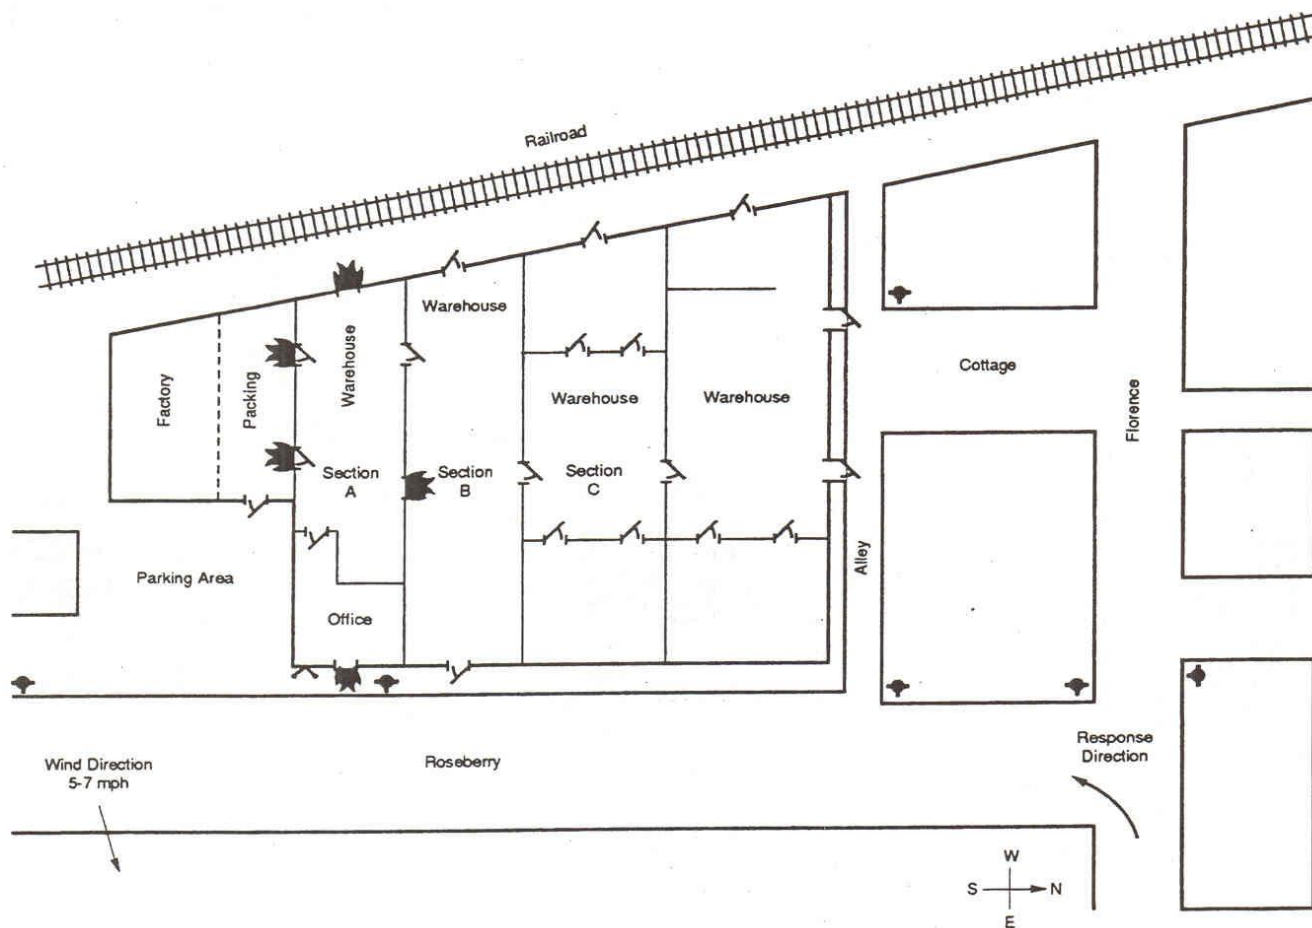 Railroad
Warehouse
Factory
Packing
Warehouse
Cottage
Warehouse
Warehouse
Florence
Section
A
Section
B
Section
C
Alley
Parking Area
Office
Response
Direction
Wind Direction
5-7 mph
Roseberry
W
S
N
E